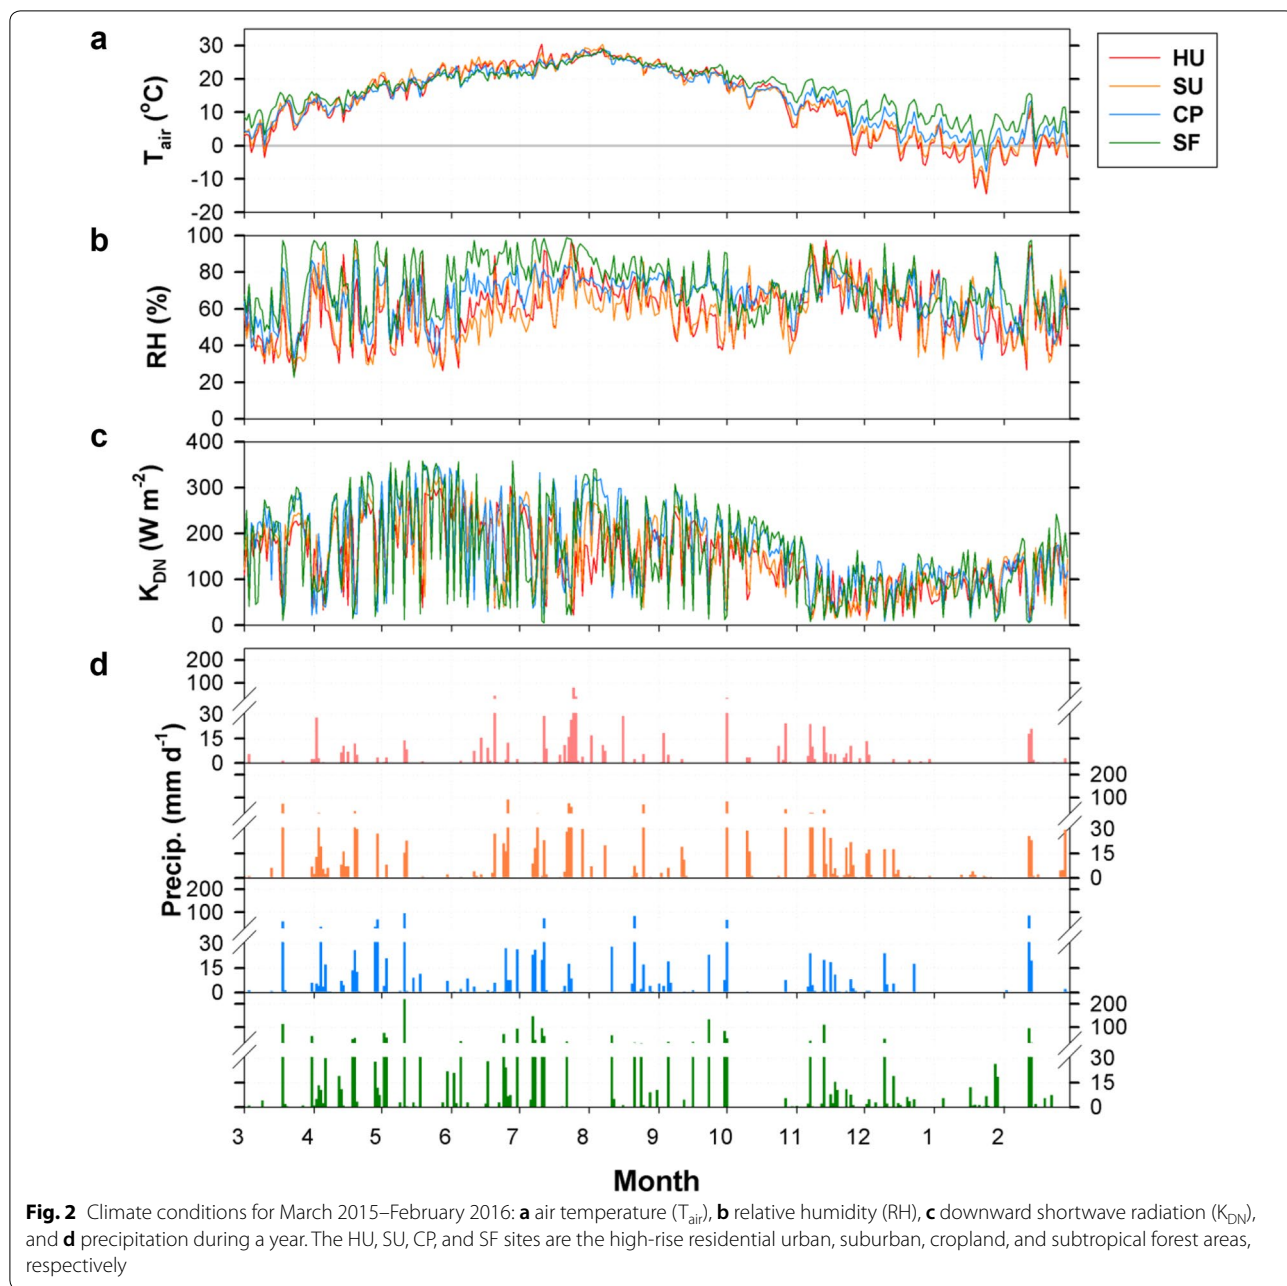 a
30
20
10
0
-10
-20
T_air (°C)
HU
SU
CP
SF
b
100
80
60
40
20
0
RH (%)
c
400
300
200
100
0
K_DN (W m⁻²)
d
200
100
30
15
0
200
100
30
15
0
200
100
30
15
0
200
100
30
15
0
Precip. (mm d⁻¹)
3 4 5 6 7 8 9 10 11 12 1 2
Month
Fig. 2 Climate conditions for March 2015–February 2016: a air temperature (T_air), b relative humidity (RH), c downward shortwave radiation (K_DN),
and d precipitation during a year. The HU, SU, CP, and SF sites are the high-rise residential urban, suburban, cropland, and subtropical forest areas,
respectively